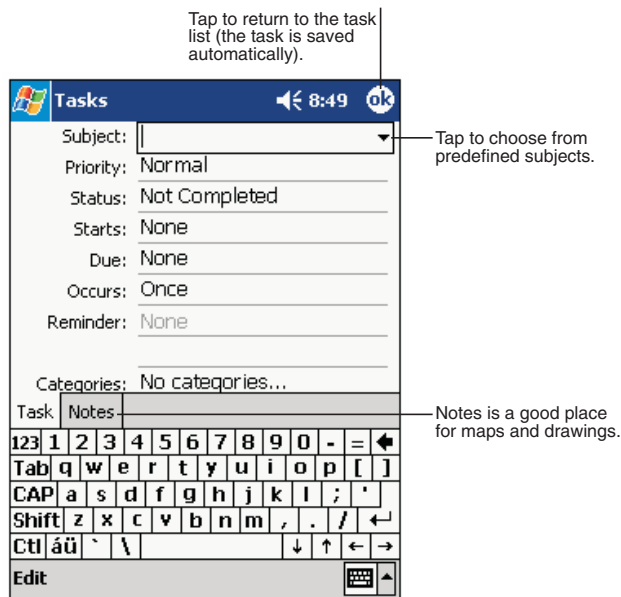 Tap to return to the task
list (the task is saved
automatically).
Tasks 8:49 ok
Subject:
Tap to choose from
predefined subjects.
Priority: Normal
Status: Not Completed
Starts: None
Due: None
Occurs: Once
Reminder: None
Categories: No categories...
Task Notes
Notes is a good place
for maps and drawings.
123 1 2 3 4 5 6 7 8 9 0 - =
Tab q w e r t y u i o p [ ]
CAP a s d f g h j k l ; '
Shift z x c v b n m , . /
Ctl áü ` \ ↓ ↑ ← →
Edit